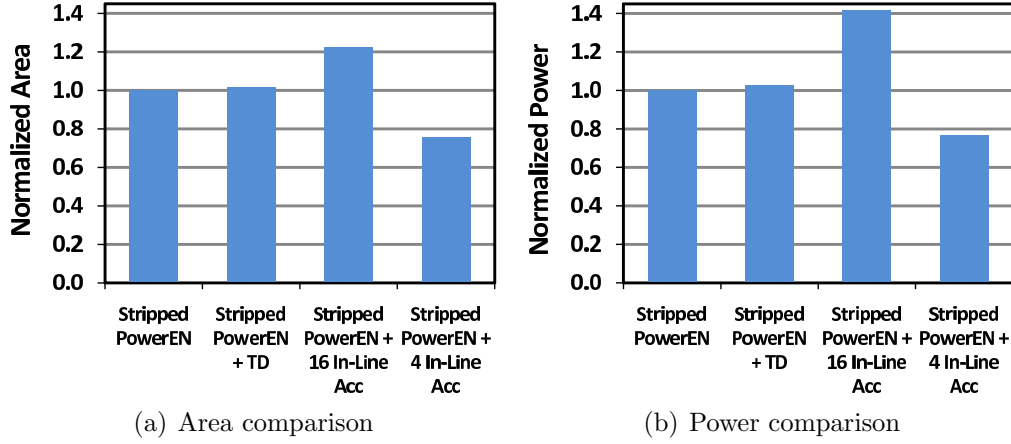 Normalized Area
1.4
1.2
1.0
0.8
0.6
0.4
0.2
0.0
Stripped
PowerEN
Stripped
PowerEN
+ TD
Stripped
PowerEN +
16 In-Line
Acc
Stripped
PowerEN +
4 In-Line
Acc
(a) Area comparison
Normalized Power
1.4
1.2
1.0
0.8
0.6
0.4
0.2
0.0
Stripped
PowerEN
Stripped
PowerEN
+ TD
Stripped
PowerEN +
16 In-Line
Acc
Stripped
PowerEN +
4 In-Line
Acc
(b) Power comparison